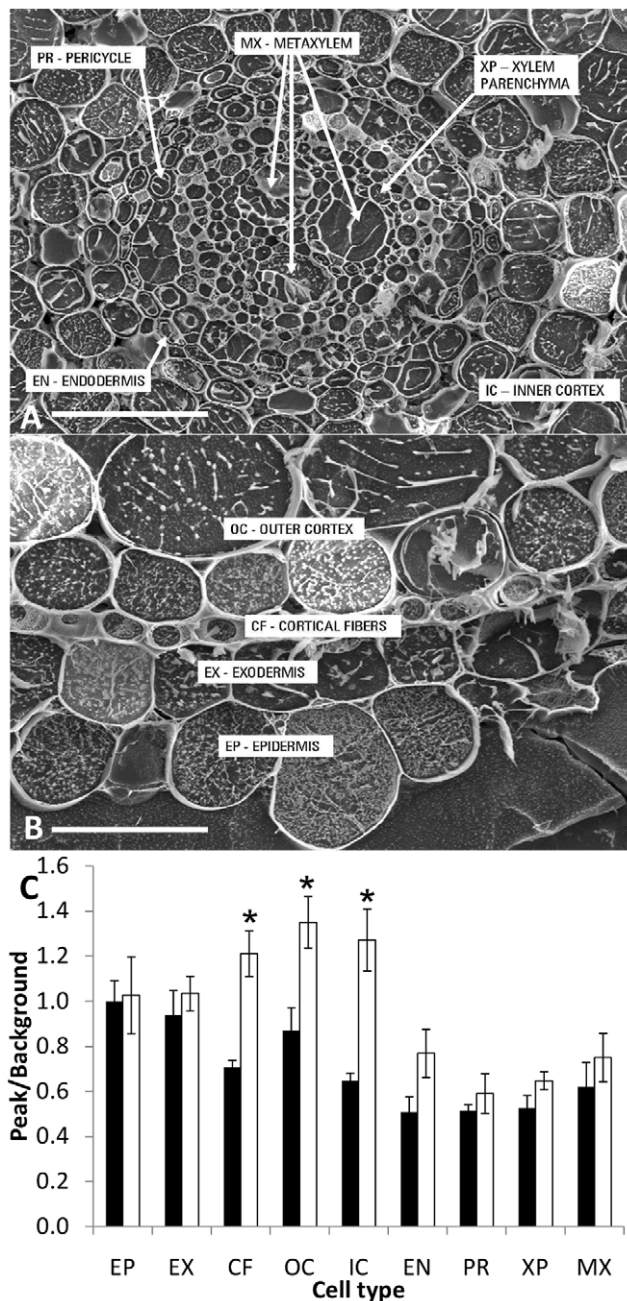 PR - PERICYCLE
MX - METAXYLEM
XP – XYLEM
PARENCHYMA
EN - ENDODERMIS
IC – INNER CORTEX
A
OC - OUTER CORTEX
CF - CORTICAL FIBERS
EX - EXODERMIS
EP - EPIDERMIS
B
C
1.6
1.4
1.2
1.0
0.8
0.6
0.4
0.2
0.0
Peak/Background
* * *
EP EX CF OC IC EN PR XP MX
Cell type